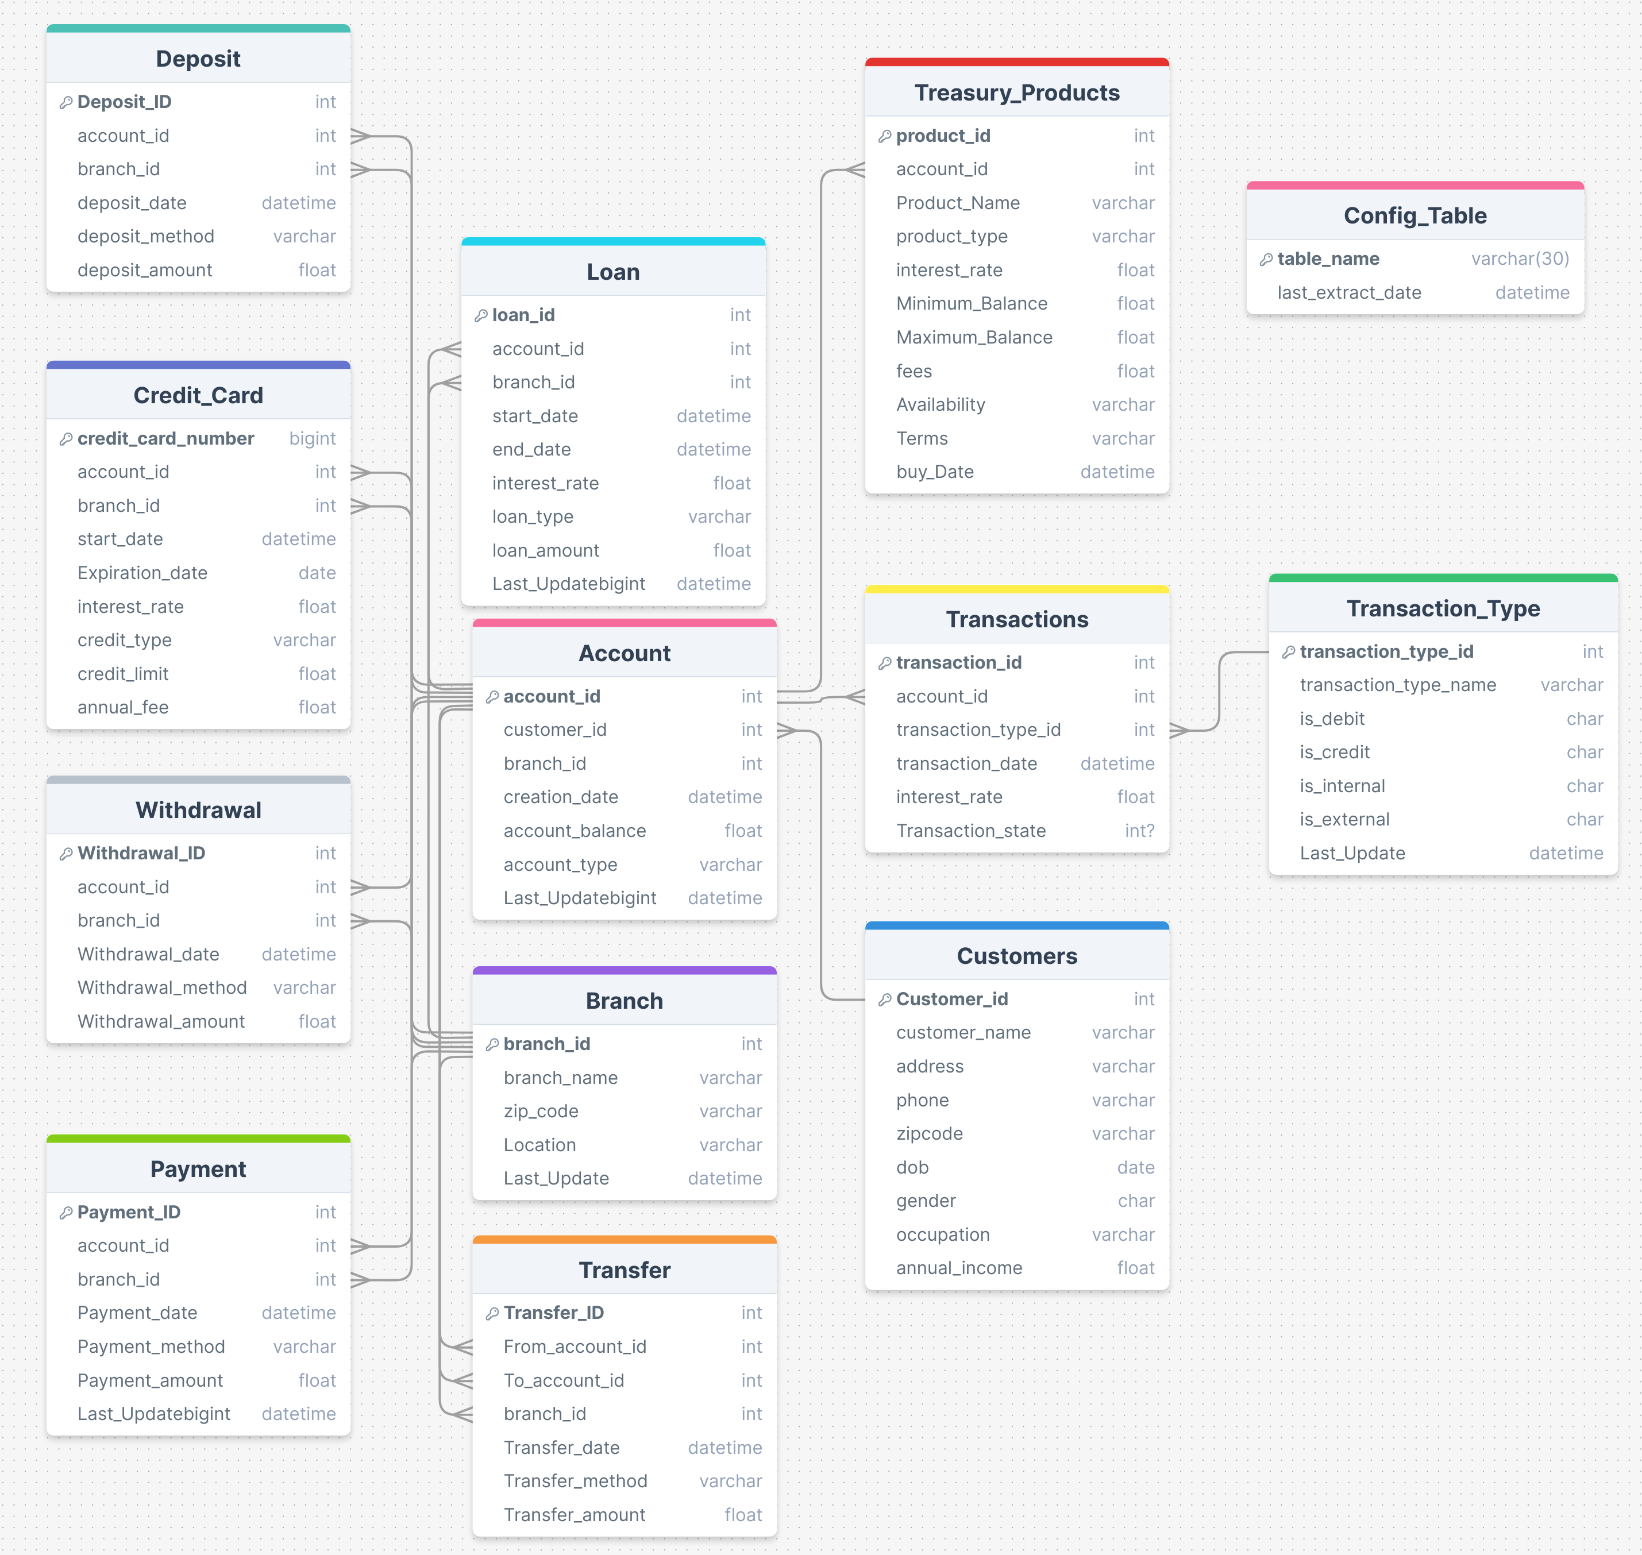 Deposit
Deposit_ID int
account_id int
branch_id int
deposit_date datetime
deposit_method varchar
deposit_amount float
Credit_Card
credit_card_number bigint
account_id int
branch_id int
start_date datetime
Expiration_date date
interest_rate float
credit_type varchar
credit_limit float
annual_fee float
Withdrawal
Withdrawal_ID int
account_id int
branch_id int
Withdrawal_date datetime
Withdrawal_method varchar
Withdrawal_amount float
Payment
Payment_ID int
account_id int
branch_id int
Payment_date datetime
Payment_method varchar
Payment_amount float
Last_Updatebigint datetime
Loan
loan_id int
account_id int
branch_id int
start_date datetime
end_date datetime
interest_rate float
loan_type varchar
loan_amount float
Last_Updatebigint datetime
Account
account_id int
customer_id int
branch_id int
creation_date datetime
account_balance float
account_type varchar
Last_Updatebigint datetime
Branch
branch_id int
branch_name varchar
zip_code varchar
Location varchar
Last_Update datetime
Transfer
Transfer_ID int
From_account_id int
To_account_id int
branch_id int
Transfer_date datetime
Transfer_method varchar
Transfer_amount float
Treasury_Products
product_id int
account_id int
Product_Name varchar
product_type varchar
interest_rate float
Minimum_Balance float
Maximum_Balance float
fees float
Availability varchar
Terms varchar
buy_Date datetime
Transactions
transaction_id int
account_id int
transaction_type_id int
transaction_date datetime
interest_rate float
Transaction_state int?
Customers
Customer_id int
customer_name varchar
address varchar
phone varchar
zipcode varchar
dob date
gender char
occupation varchar
annual_income float
Config_Table
table_name varchar(30)
last_extract_date datetime
Transaction_Type
transaction_type_id int
transaction_type_name varchar
is_debit char
is_credit char
is_internal char
is_external char
Last_Update datetime